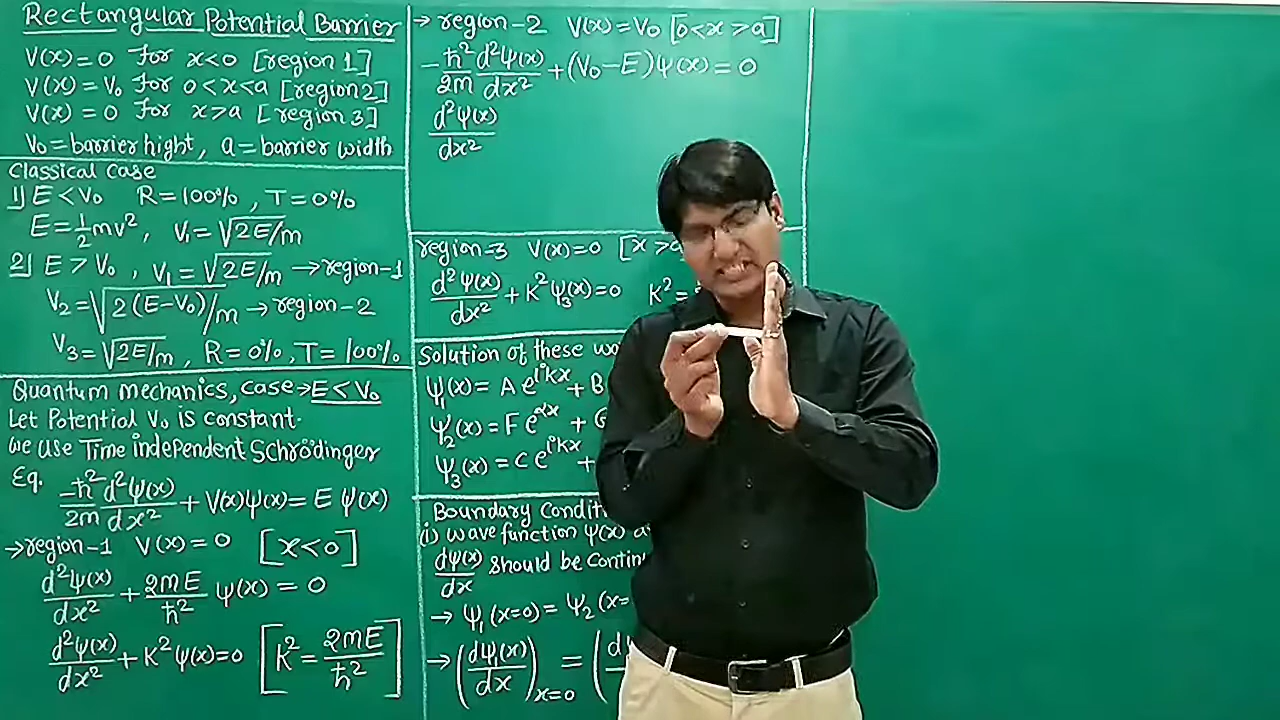 Rectangular Potential Barrier
V(x)=0 For x<0 [region 1]
V(x)=V₀ For 0<x<a [region2]
V(x)=0 For x>a [region 3]
V₀=barrier hight, a=barrier width
Classical Case
1) E<V₀ R=100%, T=0%
E=½mv², V₁=√2E/m
2) E>V₀, V₁=√2E/m →region-1
V₂=√2(E-V₀)/m → region-2
V₃=√2E/m, R=0%, T=100%
Quantum mechanics, case→E<V₀
Let Potential V₀ is constant.
we use Time independent Schrödinger
Eq. -ħ²/2m d²ψ(x)/dx² + V(x)ψ(x)= E ψ(x)
→region-1 V(x)=0 [x<0]
d²ψ(x)/dx² + 2mE/ħ² ψ(x) = 0
d²ψ(x)/dx² + K²ψ(x)=0 [K²=2mE/ħ²]
→ region-2 V(x)=V₀ [0<x>a]
-ħ²/2m d²ψ(x)/dx² + (V₀-E)ψ(x) = 0
d²ψ(x)/dx²
region-3 V(x)=0 [x>a
d²ψ(x)/dx² + K²ψ₃(x)=0 K²=
Solution of these
ψ₁(x)= A e^ikx + B
ψ₂(x)= F e^αx + G
ψ₃(x)= C e^ikx +
Boundary
(i) wave function ψ(x)
dψ(x)/dx should be
→ ψ₁(x=0)= ψ₂(x=
→ (dψ₁(x)/dx)x=0 = (